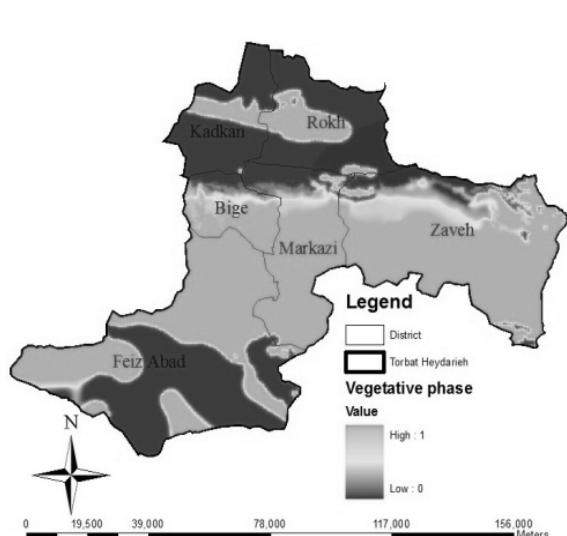 Kadkan
Rokh
Bige
Markazi
Zaveh
Feiz Abad
N
Legend
District
Torbat Heydarieh
Vegetative phase
Value
High : 1
Low : 0
0 19,500 39,000 78,000 117,000 156,000
Meters